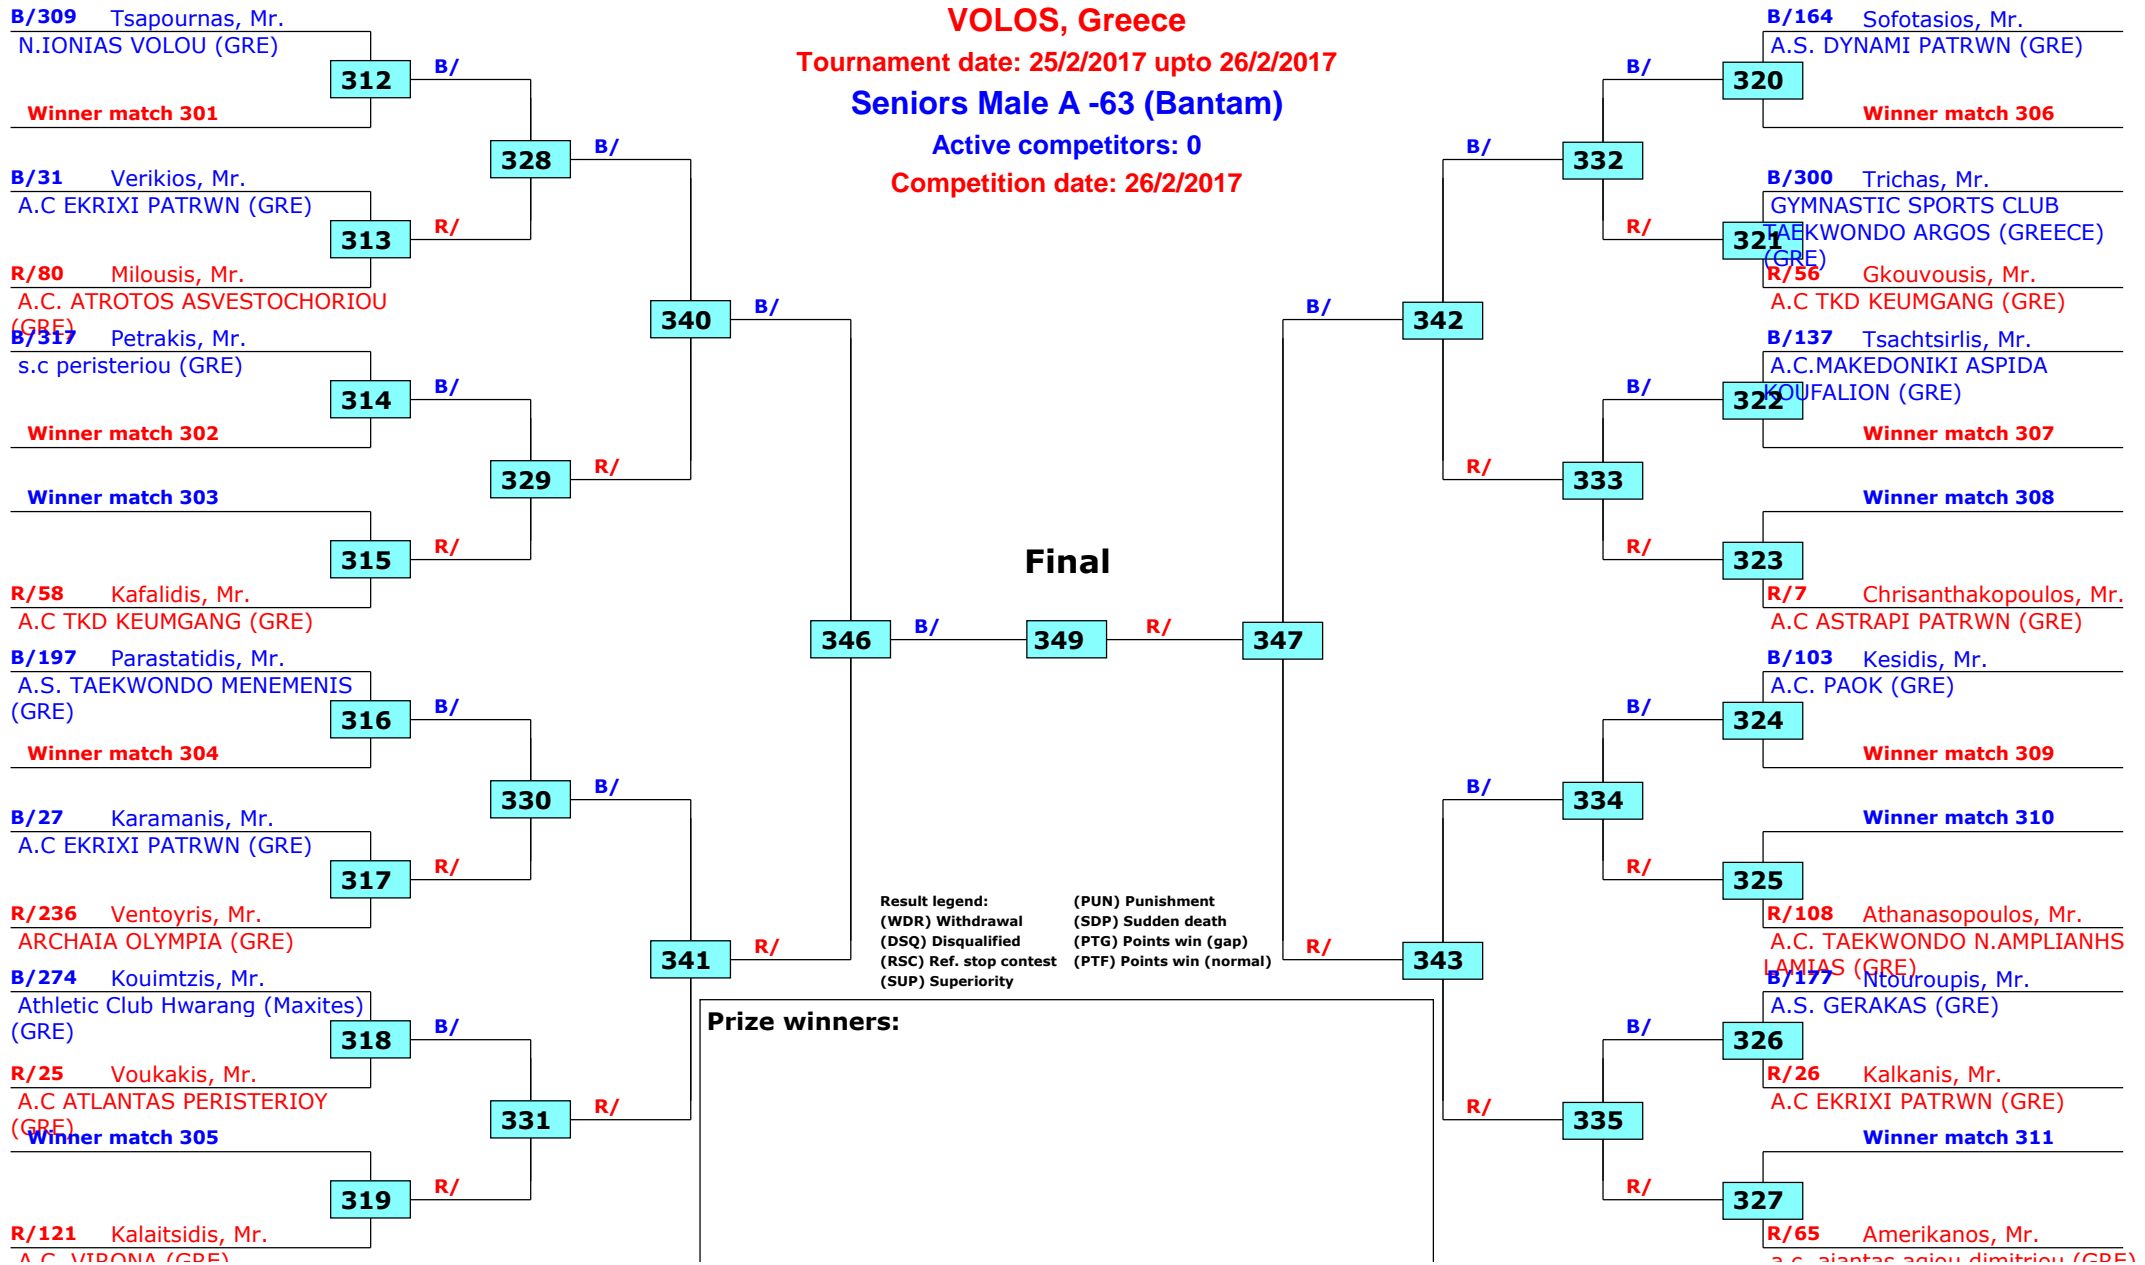 VOLOS, Greece
Tournament date: 25/2/2017 upto 26/2/2017
Seniors Male A -63 (Bantam)
Active competitors: 0
Competition date: 26/2/2017
B/309 Tsapournas, Mr.
N.IONIAS VOLOU (GRE)
312
B/
Winner match 301
328
B/
B/31 Verikios, Mr.
A.C EKRIXI PATRWN (GRE)
313
R/
R/80 Milousis, Mr.
A.C. ATROTOS ASVESTOCHORIOU
(GRE)
340
B/
B/317 Petrakis, Mr.
s.c peristeriou (GRE)
314
B/
Winner match 302
329
R/
Winner match 303
315
R/
R/58 Kafalidis, Mr.
A.C TKD KEUMGANG (GRE)
346
B/
B/197 Parastatidis, Mr.
A.S. TAEKWONDO MENEMENIS
(GRE)
316
B/
Winner match 304
330
B/
B/27 Karamanis, Mr.
A.C EKRIXI PATRWN (GRE)
317
R/
R/236 Ventoyris, Mr.
ARCHAIA OLYMPIA (GRE)
341
R/
B/274 Kouimtzis, Mr.
Athletic Club Hwarang (Maxites)
(GRE)
318
B/
R/25 Voukakis, Mr.
A.C ATLANTAS PERISTERIOY
(GRE)
331
R/
Winner match 305
319
R/
R/121 Kalaitsidis, Mr.
A.C. VIRONA (GRE)
Final
349
R/
347
B/164 Sofotasios, Mr.
A.S. DYNAMI PATRWN (GRE)
B/
320
Winner match 306
B/
332
B/300 Trichas, Mr.
GYMNASTIC SPORTS CLUB
TAEKWONDO ARGOS (GREECE)
(GRE)
R/
321
R/56 Gkouvousis, Mr.
A.C TKD KEUMGANG (GRE)
B/
342
B/137 Tsachtsirlis, Mr.
A.C.MAKEDONIKI ASPIDA
KOUFALION (GRE)
B/
322
Winner match 307
R/
333
Winner match 308
R/
323
R/7 Chrisanthakopoulos, Mr.
A.C ASTRAPI PATRWN (GRE)
B/103 Kesidis, Mr.
A.C. PAOK (GRE)
B/
324
Winner match 309
B/
334
Winner match 310
R/
325
R/108 Athanasopoulos, Mr.
A.C. TAEKWONDO N.AMPLIANHS
LAMIAS (GRE)
R/
343
B/177 Ntouroupis, Mr.
A.S. GERAKAS (GRE)
B/
326
R/26 Kalkanis, Mr.
A.C EKRIXI PATRWN (GRE)
R/
335
Winner match 311
R/
327
R/65 Amerikanos, Mr.
a.c. aiantas agiou dimitriou (GRE)
Result legend:
(WDR) Withdrawal
(DSQ) Disqualified
(RSC) Ref. stop contest
(SUP) Superiority
(PUN) Punishment
(SDP) Sudden death
(PTG) Points win (gap)
(PTF) Points win (normal)
Prize winners: